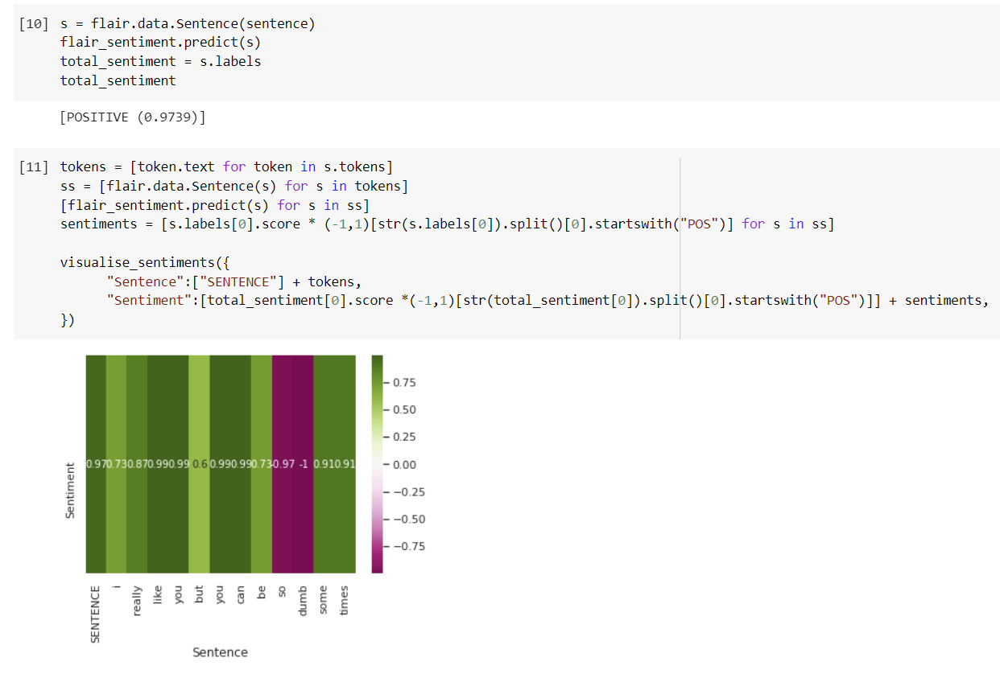 [10] s = flair.data.Sentence(sentence)
flair_sentiment.predict(s)
total_sentiment = s.labels
total_sentiment
[POSITIVE (0.9739)]
[11] tokens = [token.text for token in s.tokens]
ss = [flair.data.Sentence(s) for s in tokens]
[flair_sentiment.predict(s) for s in ss]
sentiments = [s.labels[0].score * (-1,1)[str(s.labels[0]).split()[0].startswith("POS")] for s in ss]
visualise_sentiments({
"Sentence":["SENTENCE"] + tokens,
"Sentiment":[total_sentiment[0].score *(-1,1)[str(total_sentiment[0]).split()[0].startswith("POS")]] + sentiments,
})
Sentiment
0.97 0.73 0.87 0.99 0.99 0.6 0.99 0.99 0.73 -0.97 -1 0.91 0.91
0.75
0.50
0.25
0.00
−0.25
−0.50
−0.75
SENTENCE
i
really
like
you
but
you
can
be
so
dumb
some
times
Sentence